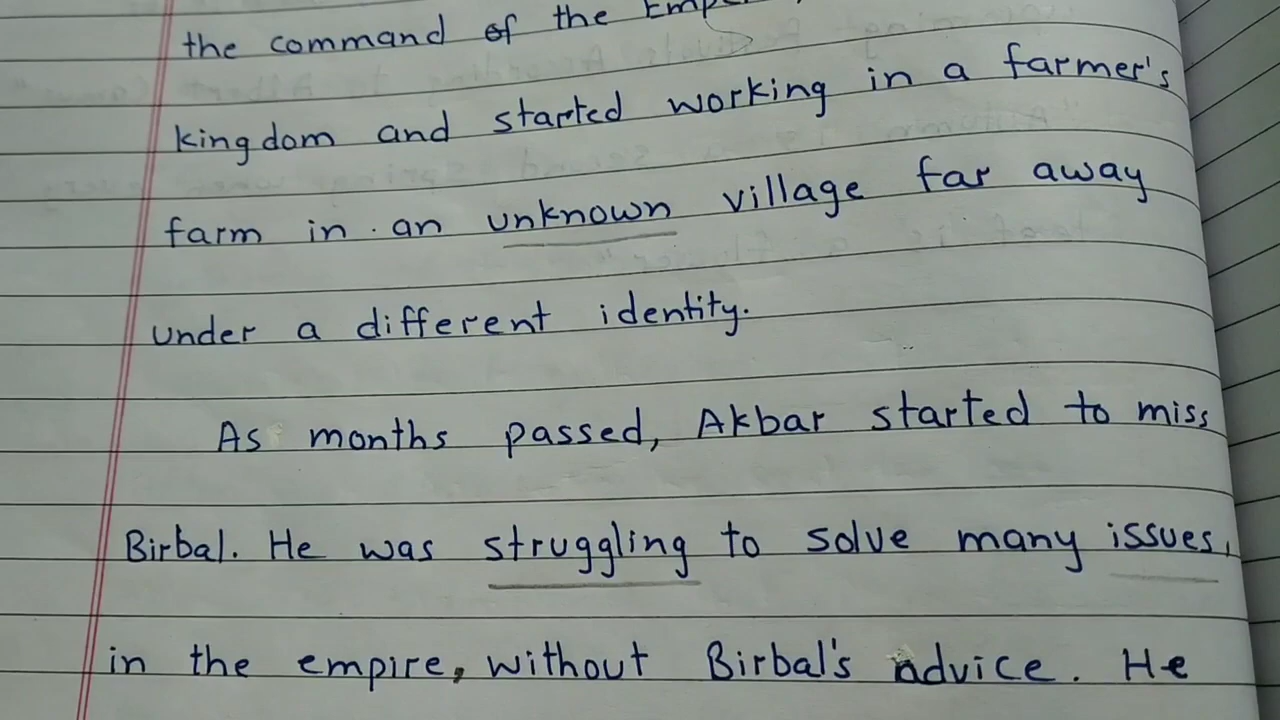 the command of the
kingdom and started working in a farmer's
farm in an unknown village far away
under a different identity.
As months passed, Akbar started to miss
Birbal. He was struggling to solve many issues,
in the empire, without Birbal's advice. He